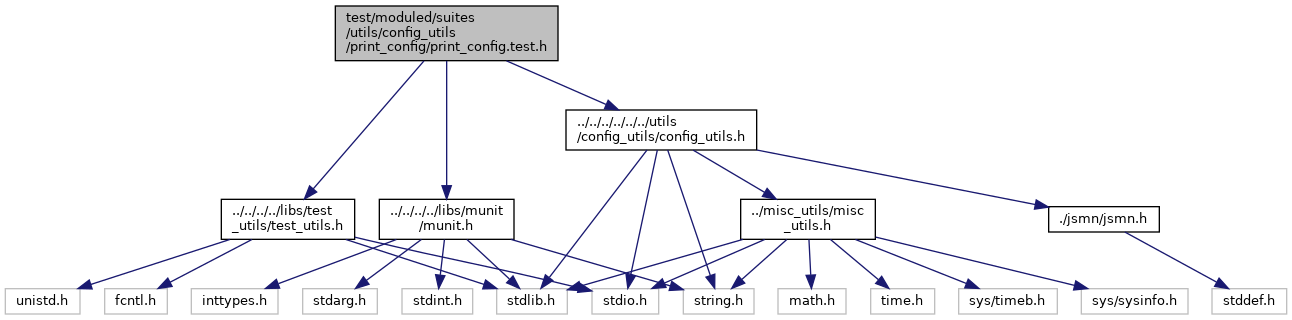 test/moduled/suites
/utils/config_utils
/print_config/print_config.test.h
../../../../../../utils
/config_utils/config_utils.h
../../../../libs/test
_utils/test_utils.h
../../../../libs/munit
/munit.h
../misc_utils/misc
_utils.h
./jsmn/jsmn.h
unistd.h
fcntl.h
inttypes.h
stdarg.h
stdint.h
stdlib.h
stdio.h
string.h
math.h
time.h
sys/timeb.h
sys/sysinfo.h
stddef.h